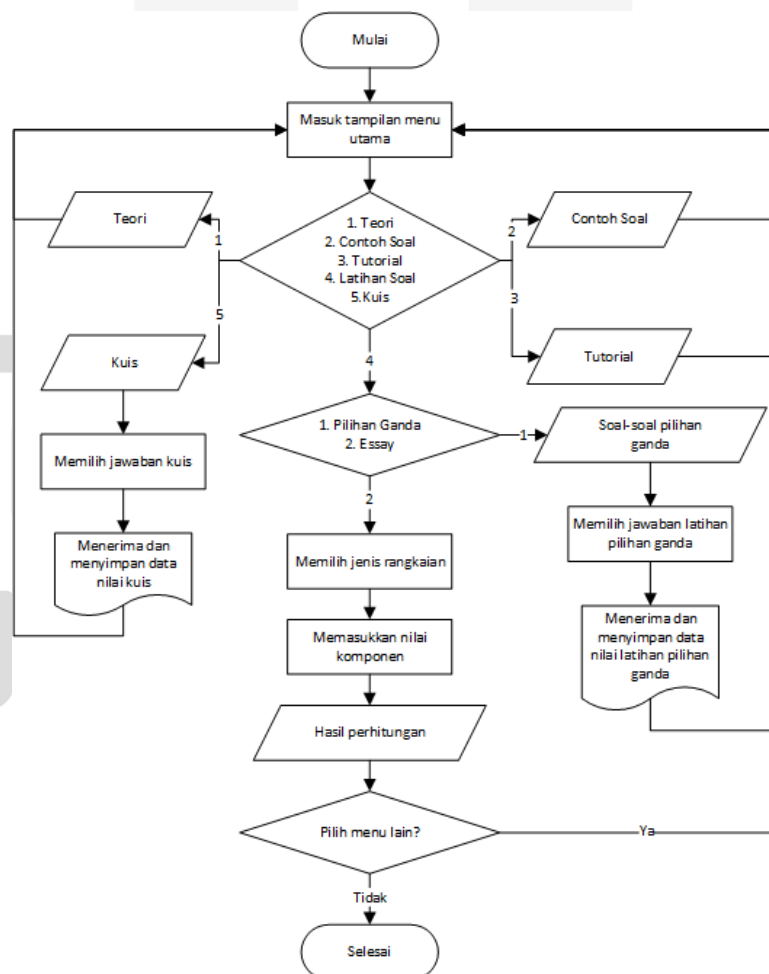 Mulai
Masuk tampilan menu
utama
Teori
1. Teori
2. Contoh Soal
3. Tutorial
4. Latihan Soal
5.Kuis
Contoh Soal
1
2
5
3
Kuis
Tutorial
4
Memilih jawaban kuis
1. Pilihan Ganda
2. Essay
1
Soal-soal pilihan
ganda
2
Menerima dan
menyimpan data
nilai kuis
Memilih jenis rangkaian
Memilih jawaban latihan
pilihan ganda
Memasukkan nilai
komponen
Menerima dan
menyimpan data
nilai latihan pilihan
ganda
Hasil perhitungan
Pilih menu lain?
Ya
Tidak
Selesai